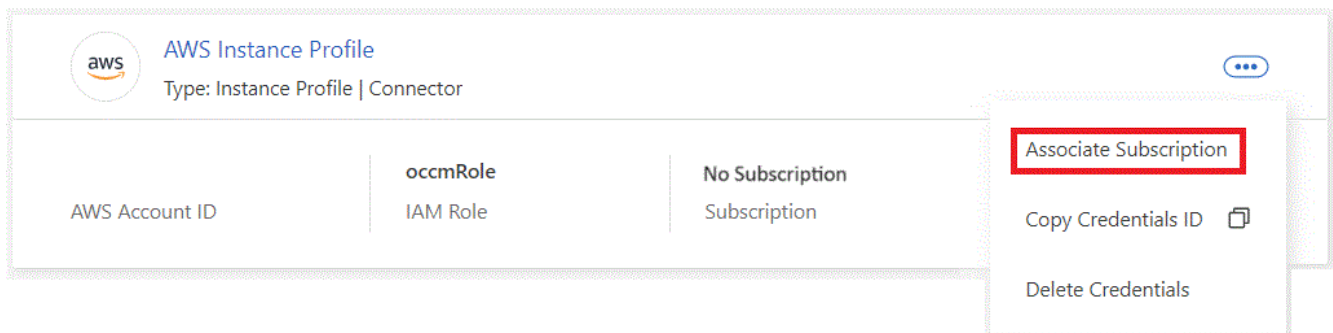 aws
AWS Instance Profile
Type: Instance Profile | Connector
occmRole
No Subscription
AWS Account ID
IAM Role
Subscription
Associate Subscription
Copy Credentials ID
Delete Credentials